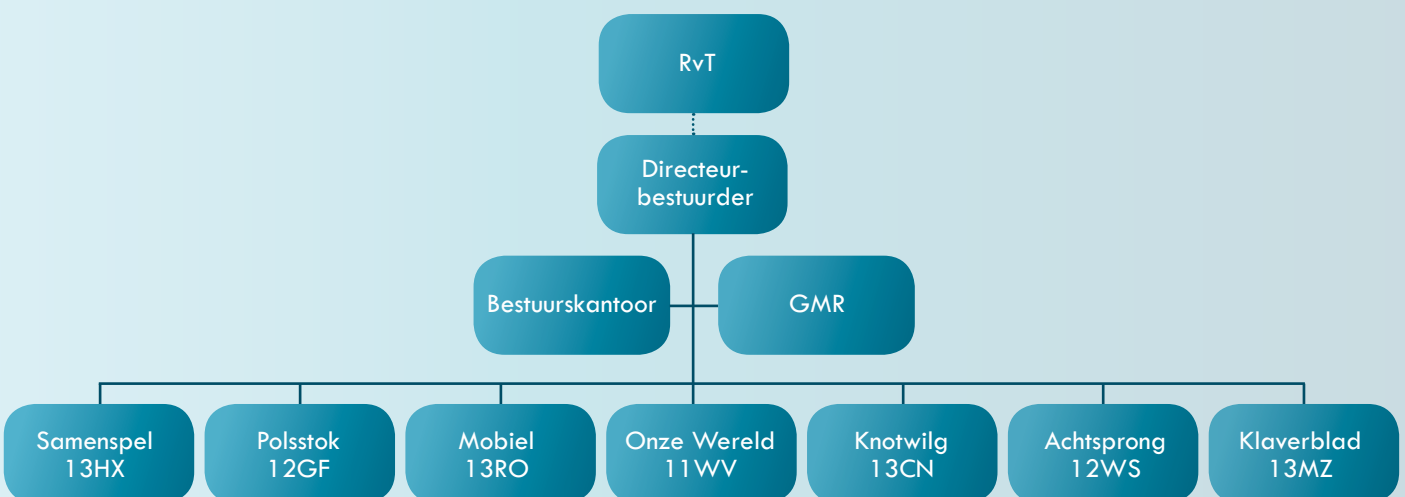 RvT
Directeur-
bestuurder
Bestuurskantoor
GMR
Samenspel
13HX
Polsstok
12GF
Mobiel
13RO
Onze Wereld
11WV
Knotwilg
13CN
Achtsprong
12WS
Klaverblad
13MZ